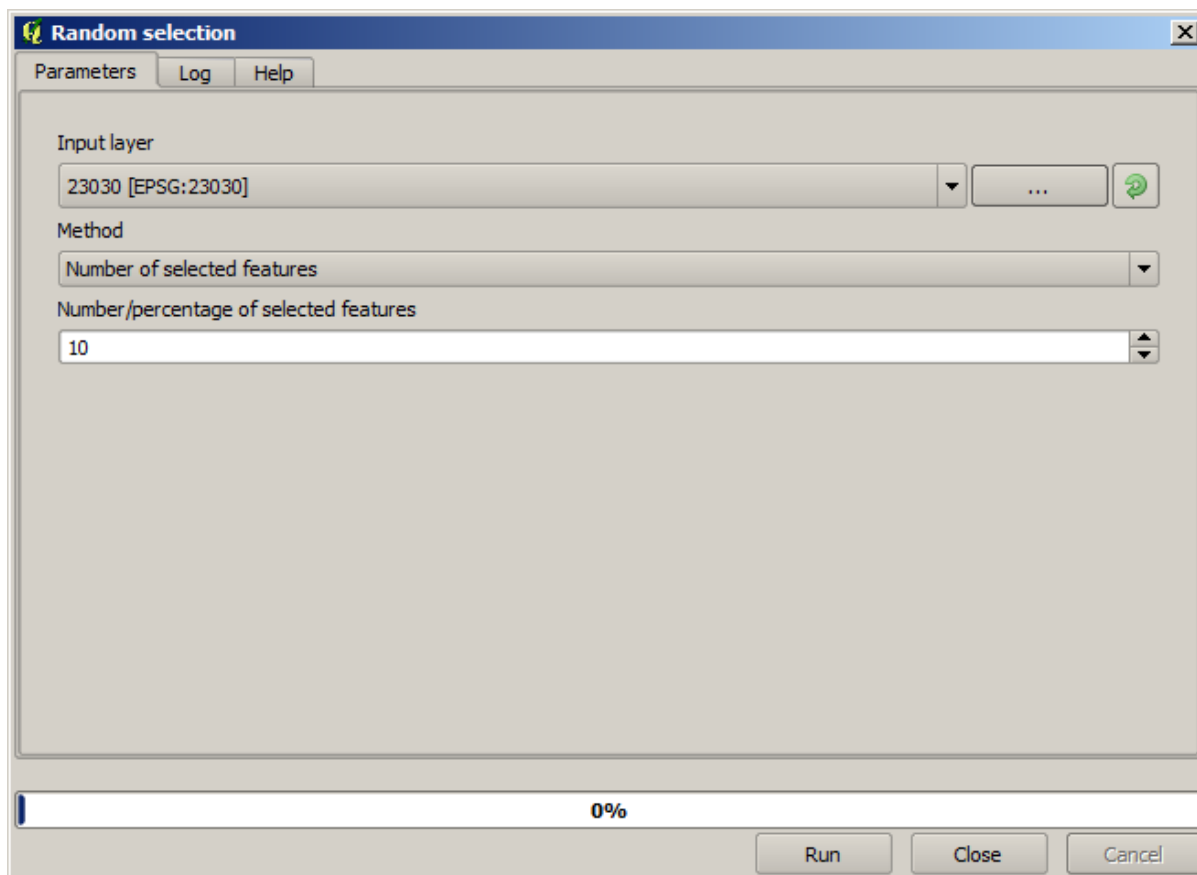 Random selection
Parameters Log Help
Input layer
23030 [EPSG:23030] ...
Method
Number of selected features
Number/percentage of selected features
10
0%
Run Close Cancel